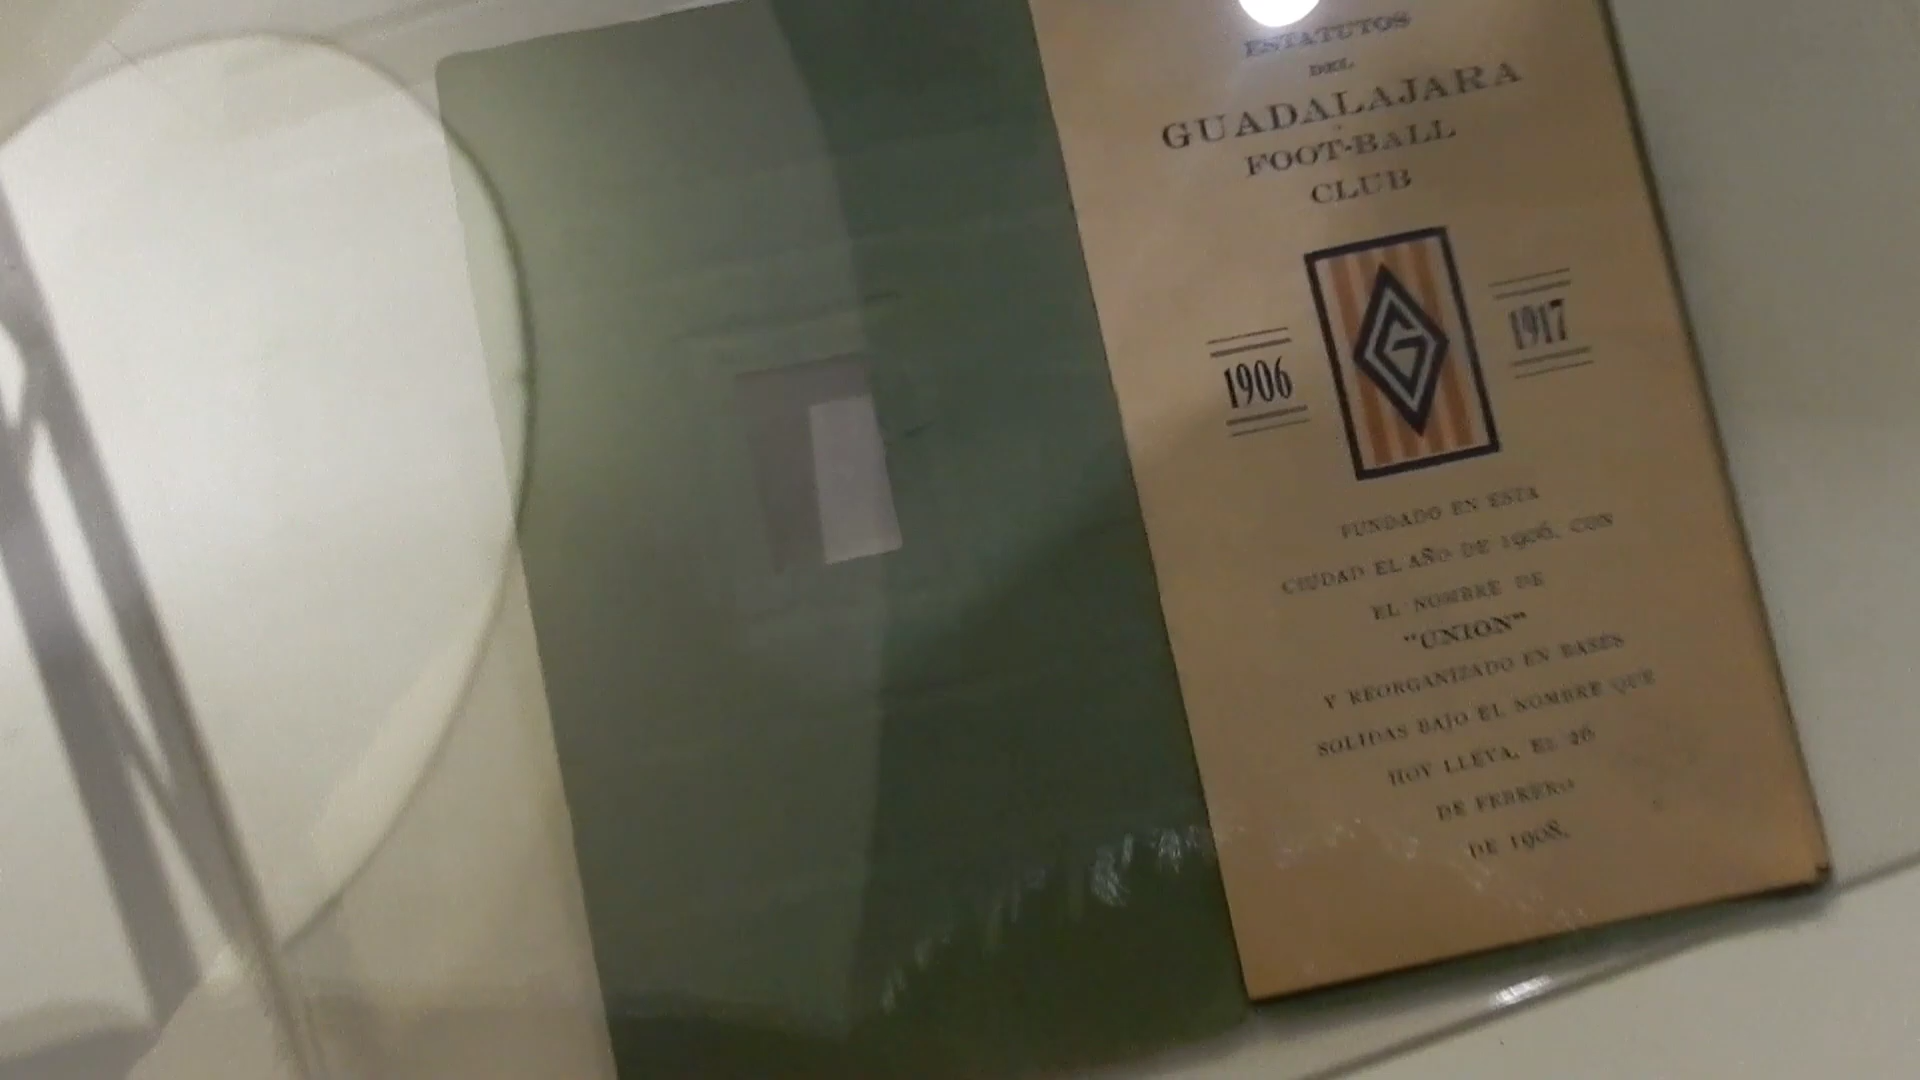 ESTATUTOS
DEL
GUADALAJARA
FOOT-BALL
CLUB
1906 G 1917
FUNDADO EN ESTA
CIUDAD EL AÑO DE 1906, CON
EL NOMBRE DE
"UNION"
Y REORGANIZADO EN BASES
SOLIDAS BAJO EL NOMBRE QUE
HOY LLEVA, EL 26
DE FEBRERO
DE 1908.